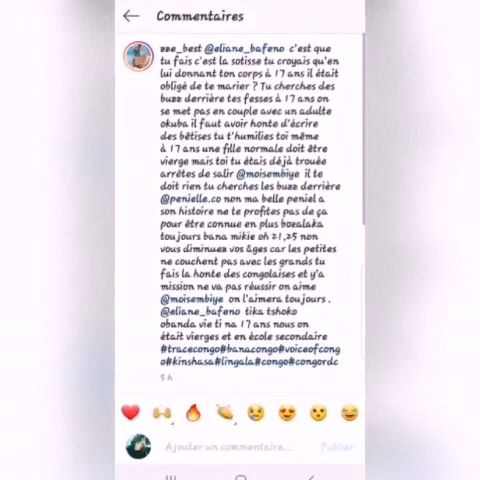 Commentaires
zze_best @eliane_bafeno c'est que
tu fais c'est la sotisse tu croyais qu'en
lui donnant ton corps à 17 ans il était
obligé de te marier ? Tu cherches des
buzz derrière tes fesses à 17 ans on
se met pas en couple avec un adulte
okuba il faut avoir honte d'écrire
des bêtises tu t'humilies toi même
à 17 ans une fille normale doit être
vierge mais toi tu étais déjà trouée
arrêtes de salir @moisembiye il te
doit rien tu cherches les buzz derrière
@penielle.co non ma belle peniel a
son histoire ne te profites pas de ça
pour être connue en plus bozalaka
toujours bana mikie oh 21,25 non
vous diminuez vos âges car les petites
ne couchent pas avec les grands tu
fais la honte des congolaises et y'a
mission ne va pas réussir on aime
@moisembiye on l'aimera toujours .
@eliane_bafeno tika tshoko
obanda vie ti na 17 ans nous on
était vierges et en école secondaire
#tracecongo#banacongo#voiceofcong
o#kinshasa#lingala#congo#congordc
5 h
Ajouter un commentaire...
Publier